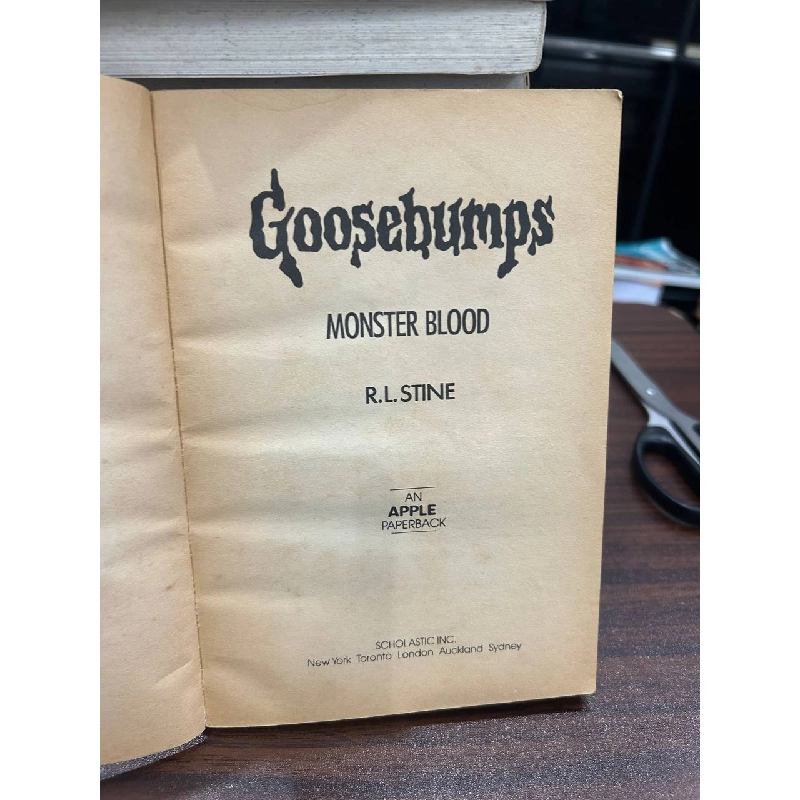 Goosebumps
MONSTER BLOOD
R.L. STINE
AN
APPLE
PAPERBACK
SCHOLASTIC INC.
New York Toronto London Auckland Sydney